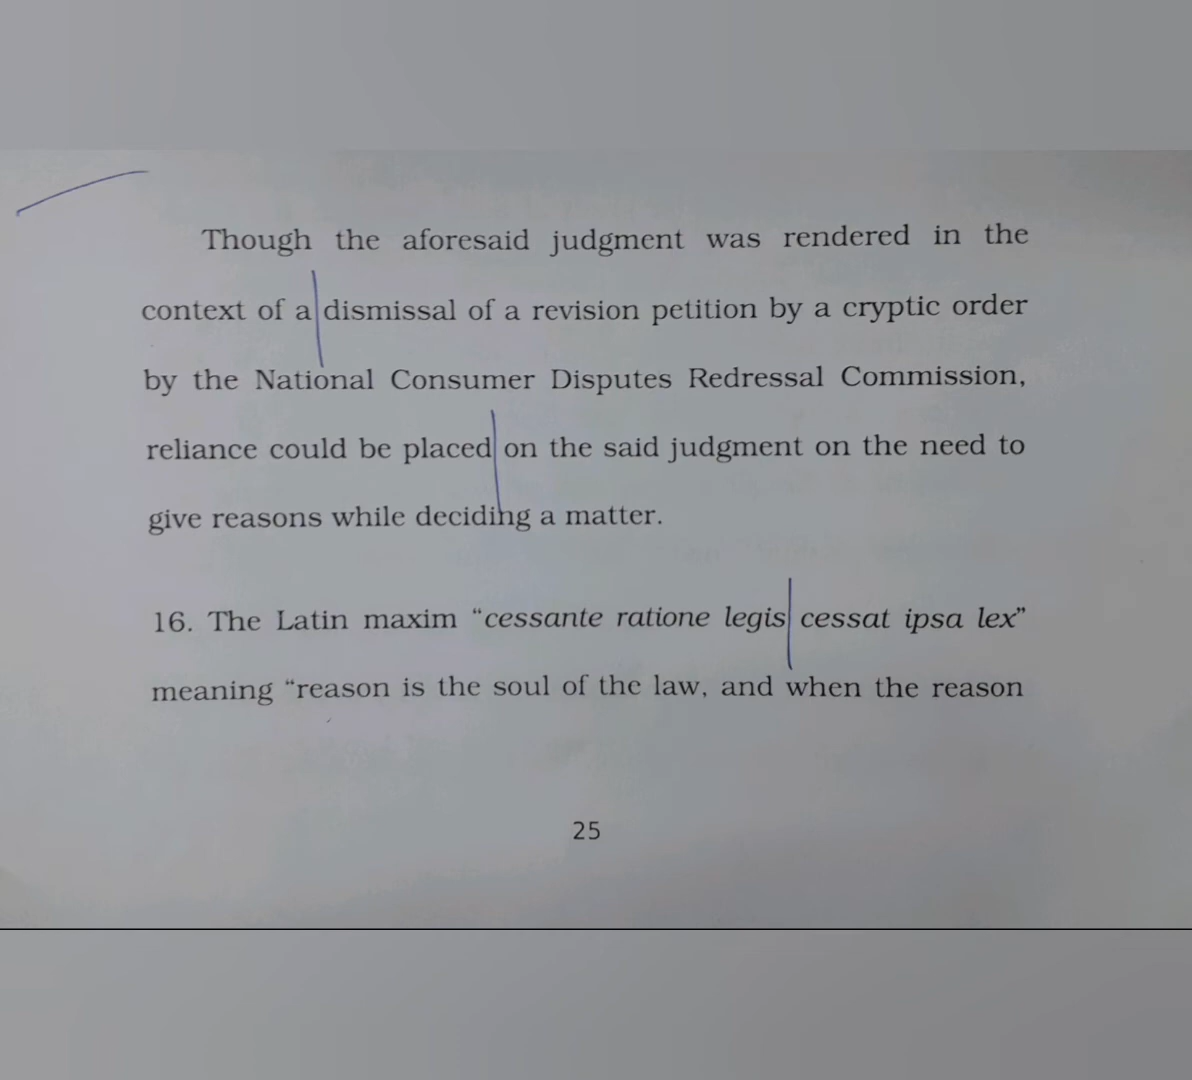 Though the aforesaid judgment was rendered in the
context of a dismissal of a revision petition by a cryptic order
by the National Consumer Disputes Redressal Commission,
reliance could be placed on the said judgment on the need to
give reasons while deciding a matter.
16. The Latin maxim “cessante ratione legis cessat ipsa lex”
meaning “reason is the soul of the law, and when the reason
25